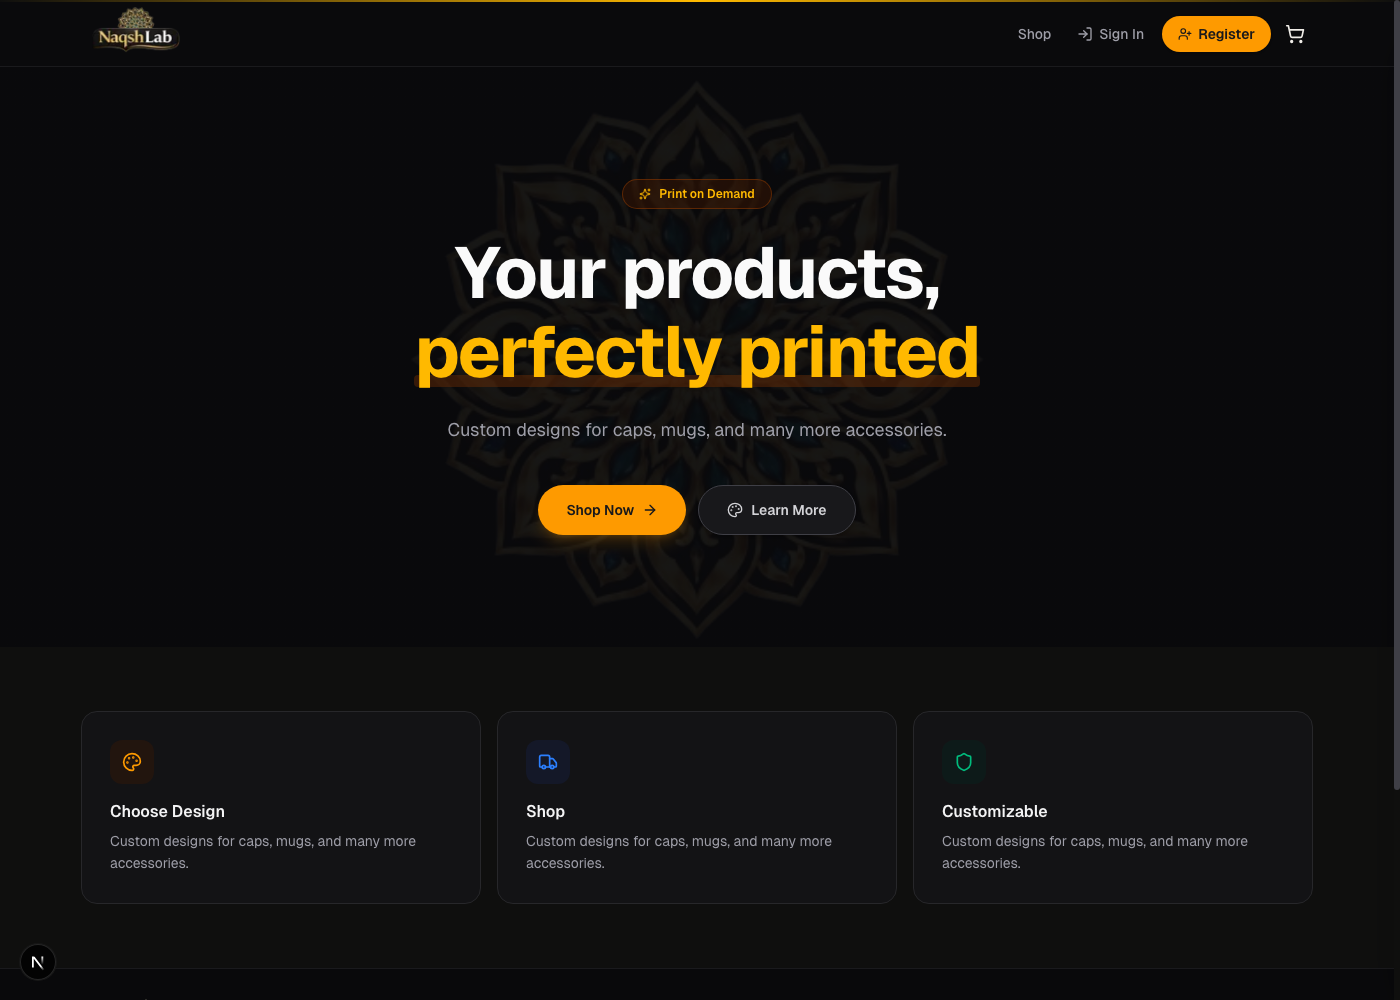 NaqshLab
Shop
Sign In
Register
Print on Demand
Your products,
perfectly printed
Custom designs for caps, mugs, and many more accessories.
Shop Now
Learn More
Choose Design
Custom designs for caps, mugs, and many more
accessories.
Shop
Custom designs for caps, mugs, and many more
accessories.
Customizable
Custom designs for caps, mugs, and many more
accessories.
N